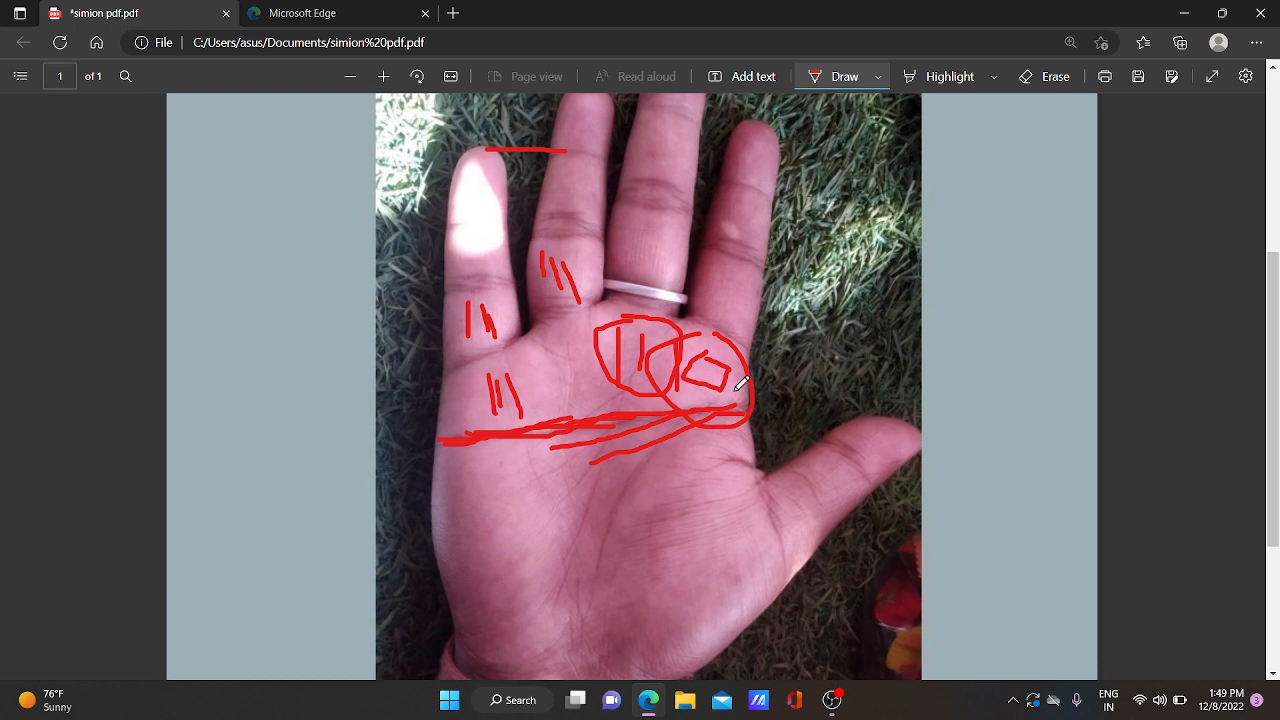 *simion pdf.pdf
Microsoft Edge
File
C:/Users/asus/Documents/simion%20pdf.pdf
1 of 1
Page view
Read aloud
Add text
Draw
Highlight
Erase
76°F
Sunny
Search
ENG
IN
1:49 PM
12/8/2022
3